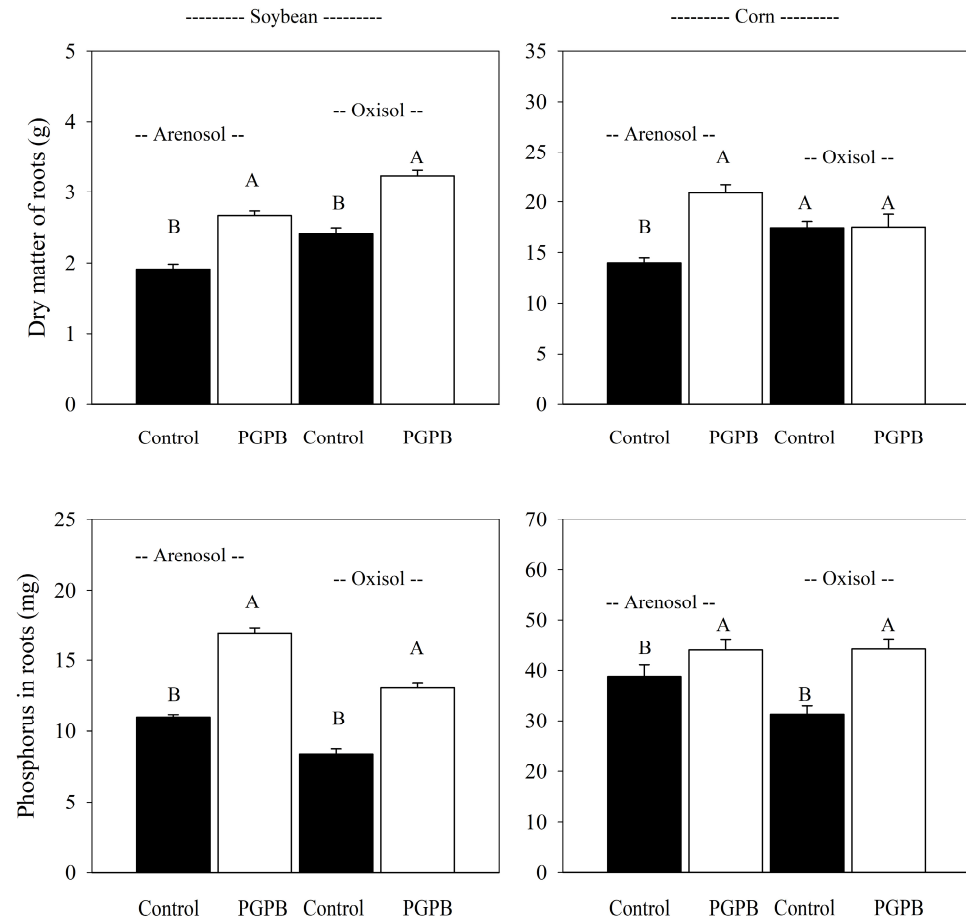 --------- Soybean ---------
--------- Corn ---------
Dry matter of roots (g)
5
4
3
2
1
0
-- Arenosol --
-- Oxisol --
B
A
B
A
Control PGPB Control PGPB
35
30
25
20
15
10
5
0
-- Arenosol --
-- Oxisol --
B
A
A
A
Control PGPB Control PGPB
Phosphorus in roots (mg)
25
20
15
10
5
0
-- Arenosol --
-- Oxisol --
B
A
B
A
Control PGPB Control PGPB
70
60
50
40
30
20
10
0
-- Arenosol --
-- Oxisol --
B
A
B
A
Control PGPB Control PGPB